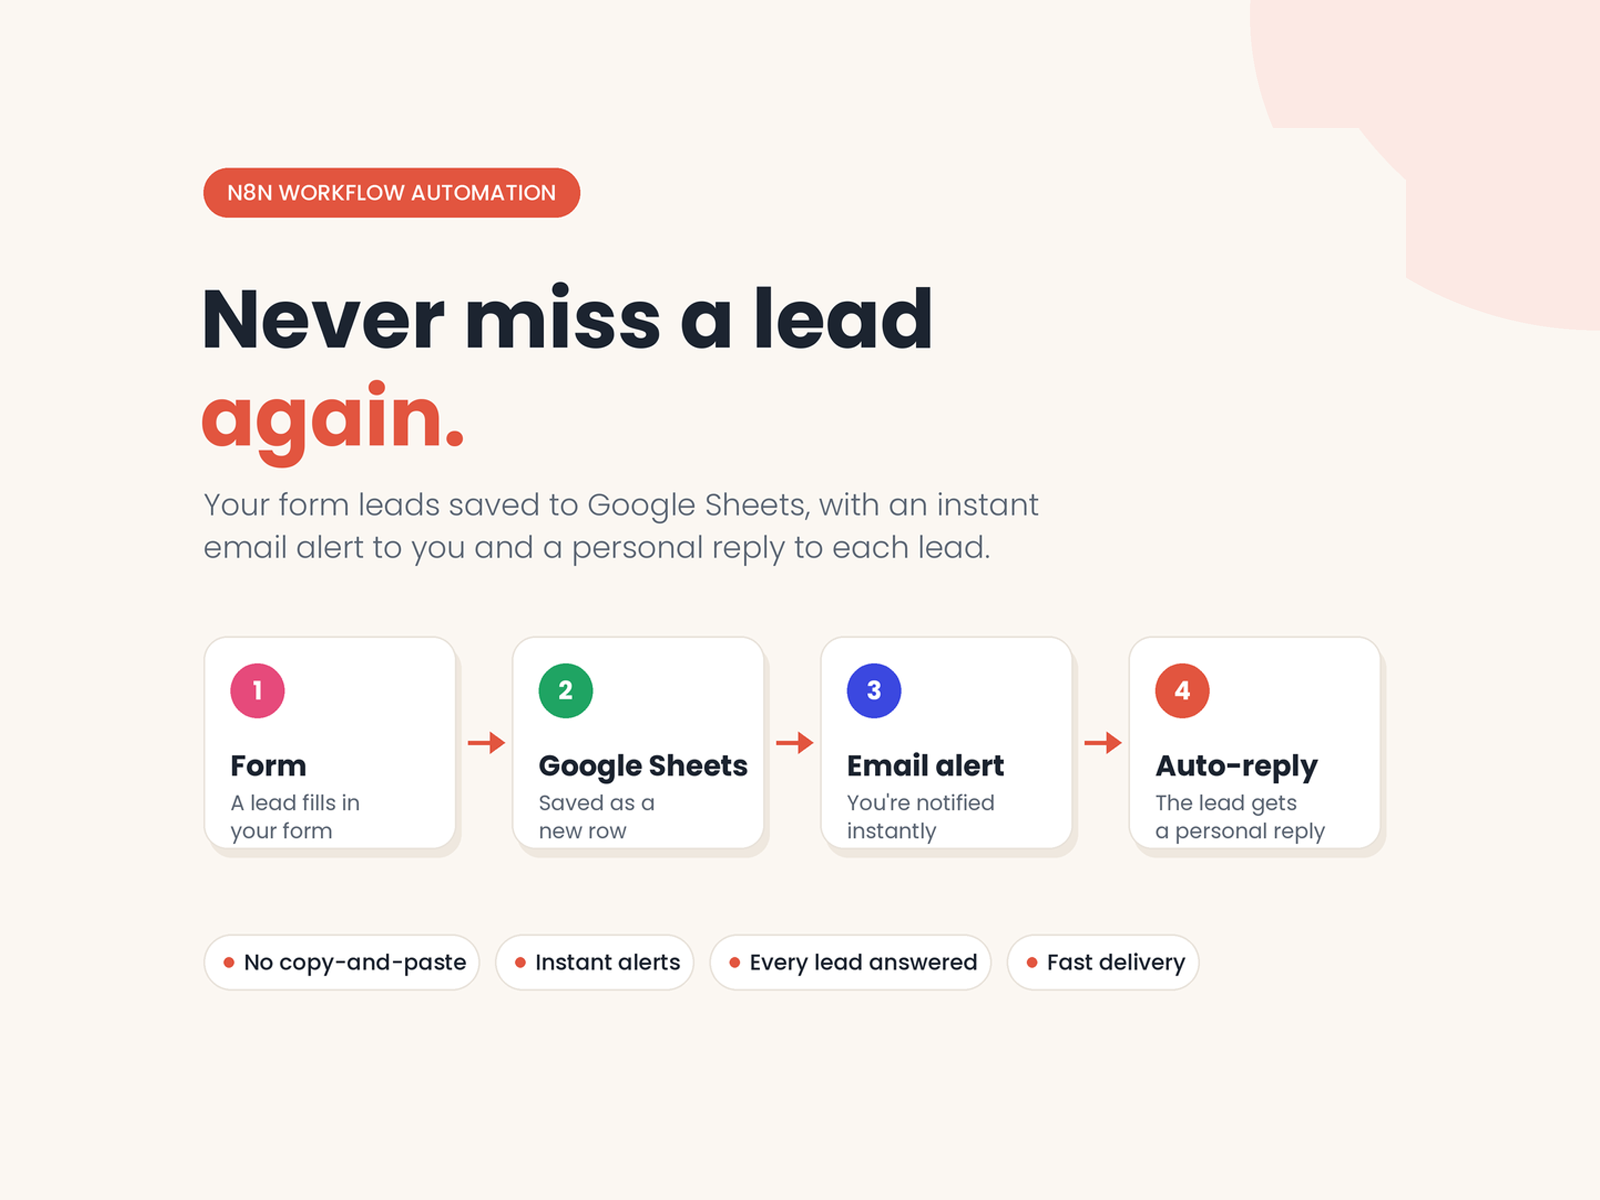 N8N WORKFLOW AUTOMATION
Never miss a lead
again.
Your form leads saved to Google Sheets, with an instant
email alert to you and a personal reply to each lead.
1
Form
A lead fills in
your form
2
Google Sheets
Saved as a
new row
3
Email alert
You're notified
instantly
4
Auto-reply
The lead gets
a personal reply
No copy-and-paste
Instant alerts
Every lead answered
Fast delivery